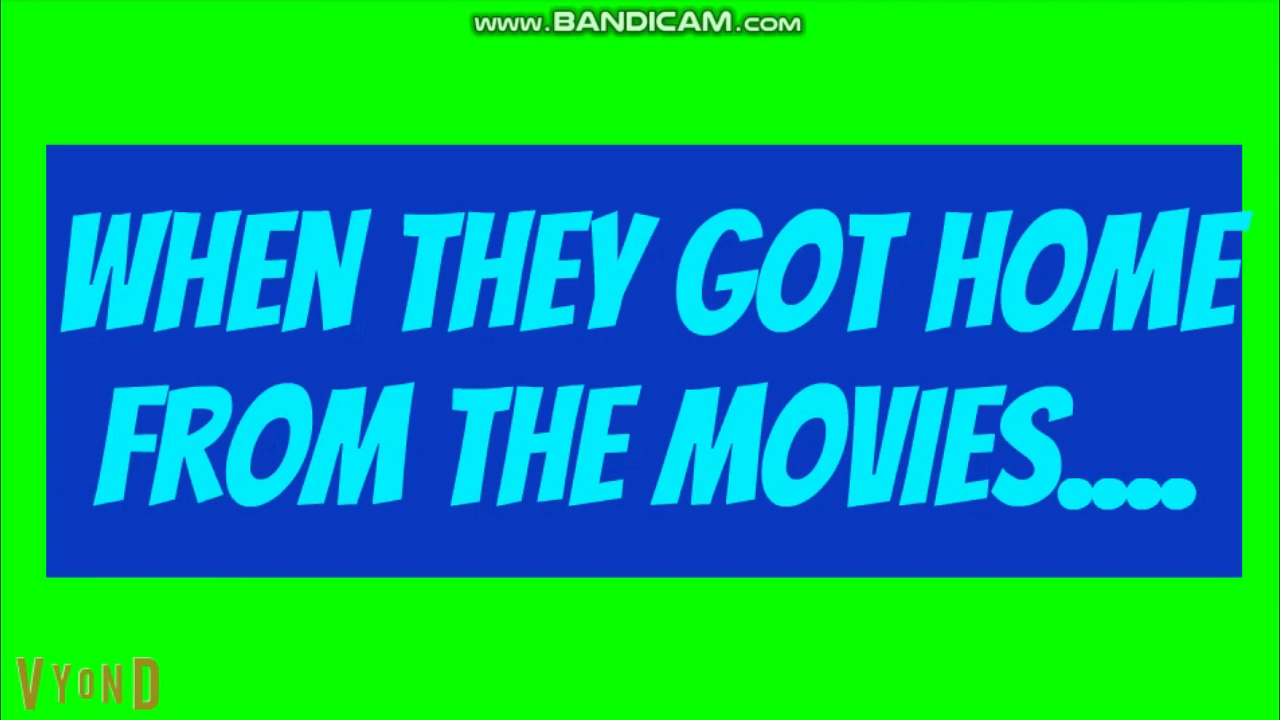 www.BANDICAM.com
WHEN THEY GOT HOME
FROM THE MOVIES....
VYOND